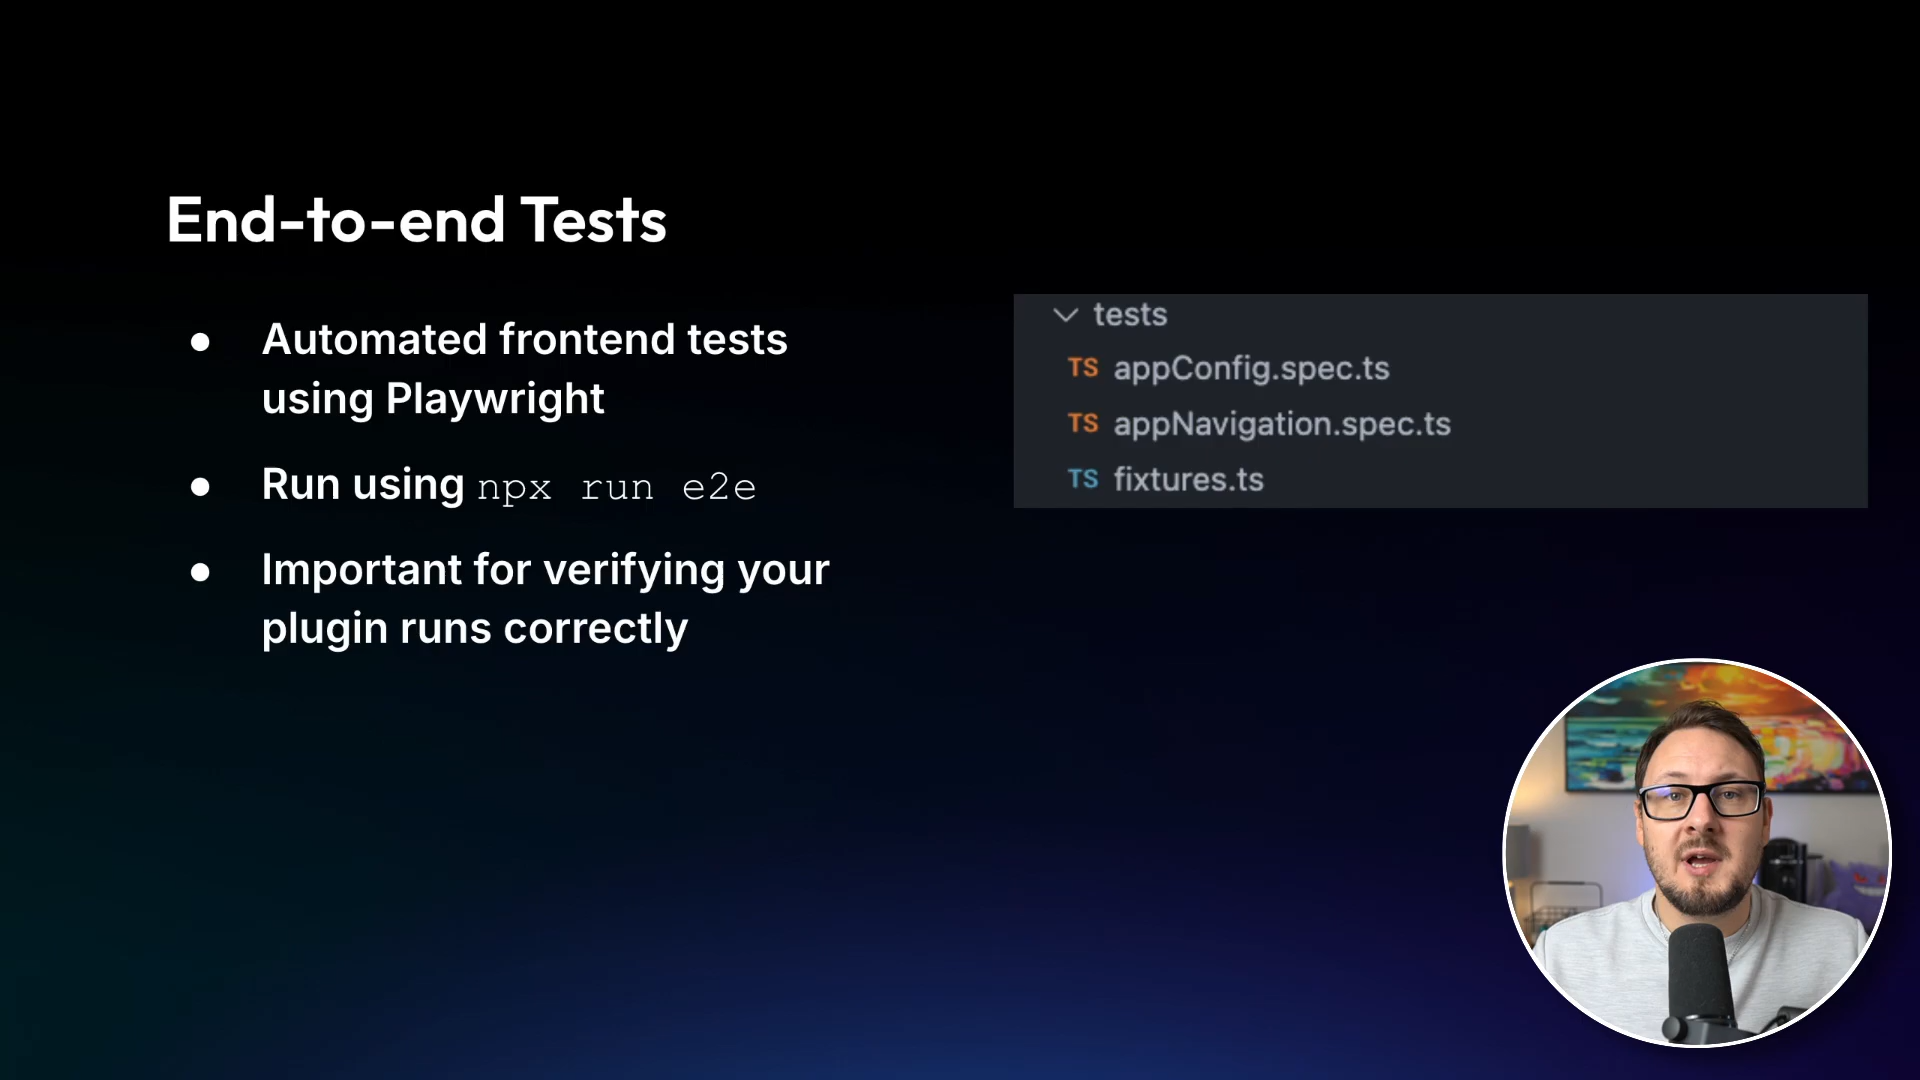 End-to-end Tests
● Automated frontend tests
using Playwright
● Run using npx run e2e
● Important for verifying your
plugin runs correctly
tests
TS appConfig.spec.ts
TS appNavigation.spec.ts
TS fixtures.ts